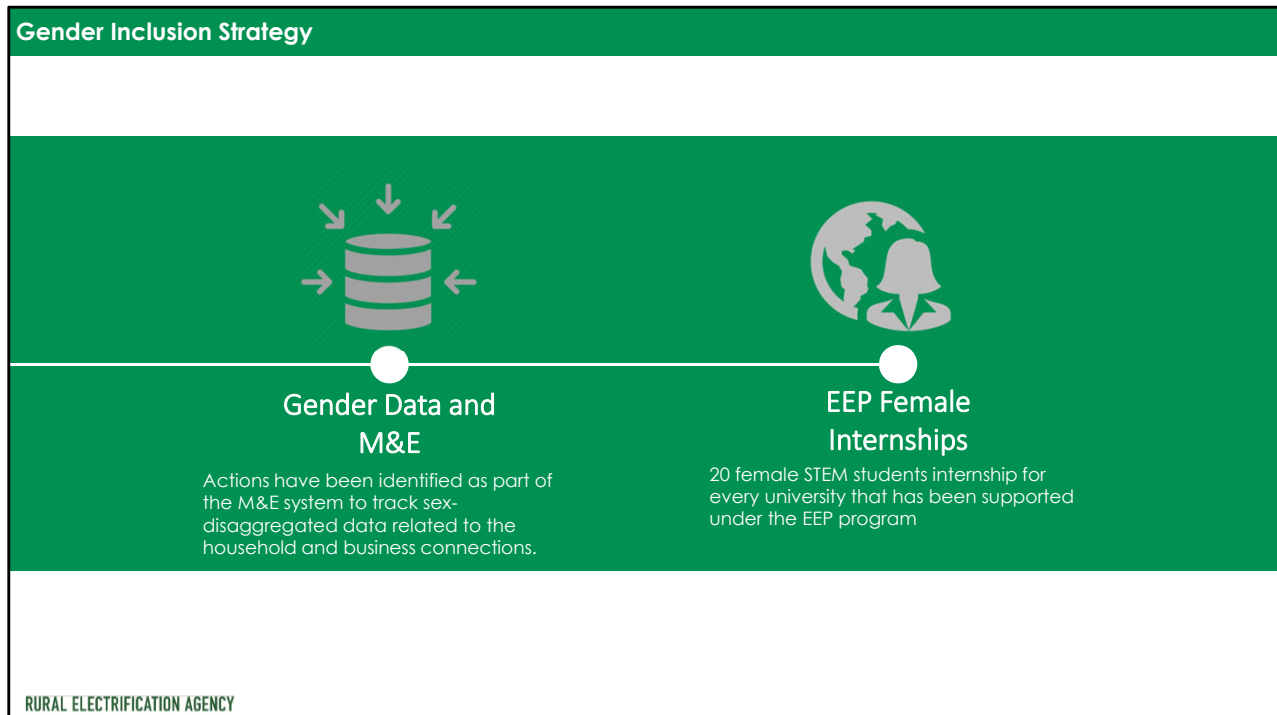 Gender Inclusion Strategy
Gender Data and
M&E
Actions have been identified as part of
the M&E system to track sex-
disaggregated data related to the
household and business connections.
EEP Female
Internships
20 female STEM students internship for
every university that has been supported
under the EEP program
RURAL ELECTRIFICATION AGENCY